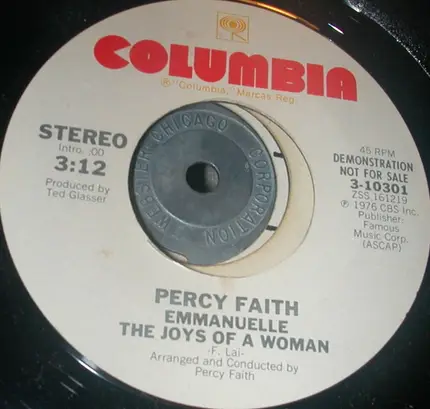 COLUMBIA
® "Columbia," Marcas Reg.
STEREO
Intro. :00
3:12
Produced by
Ted Glasser
WEBSTER-CHICAGO CORPORATION
45 RPM
DEMONSTRATION
NOT FOR SALE
3-10301
ZSS 161219
℗ 1976 CBS Inc.
Publisher:
Famous
Music Corp.
(ASCAP)
PERCY FAITH
EMMANUELLE
THE JOYS OF A WOMAN
-F. Lai-
Arranged and Conducted by
Percy Faith